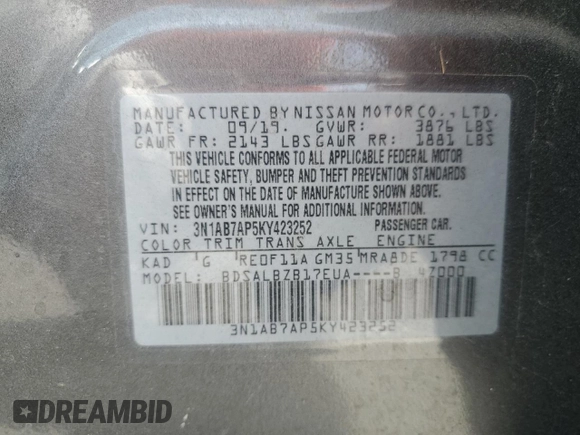 MANUFACTURED BY NISSAN MOTOR CO., LTD.
DATE: 09/19. GVWR: 3876 LBS
GAWR FR: 2143 LBS GAWR RR: 1881 LBS
THIS VEHICLE CONFORMS TO ALL APPLICABLE FEDERAL MOTOR
VEHICLE SAFETY, BUMPER AND THEFT PREVENTION STANDARDS
IN EFFECT ON THE DATE OF MANUFACTURE SHOWN ABOVE.
SEE OWNER'S MANUAL FOR ADDITIONAL INFORMATION.
VIN: 3N1AB7AP5KY423252 PASSENGER CAR.
COLOR TRIM TRANS AXLE ENGINE
KAD G RE0F11A GM35 MRA8DE 1798 CC
MODEL: BDSALBZB17EUA----B 4Z000
3N1AB7AP5KY423252
DREAMBID